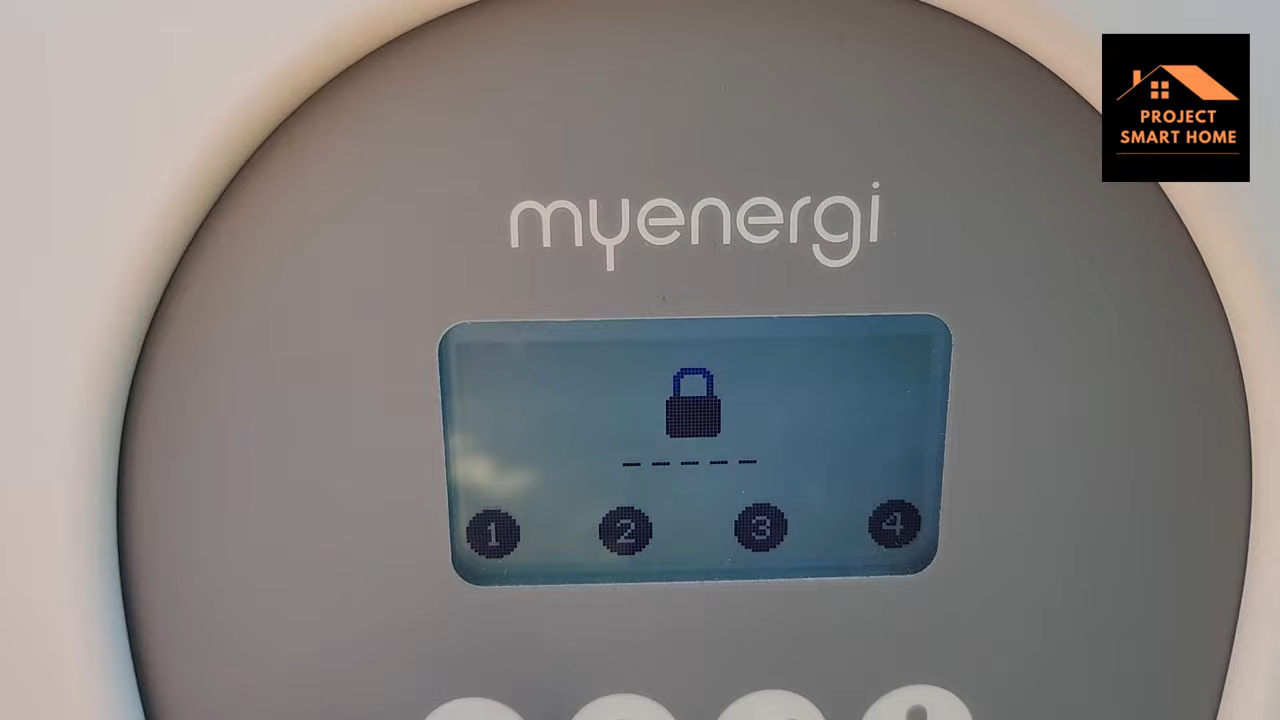 PROJECT
SMART HOME
myenergi
_ _ _ _ _
1 2 3 4